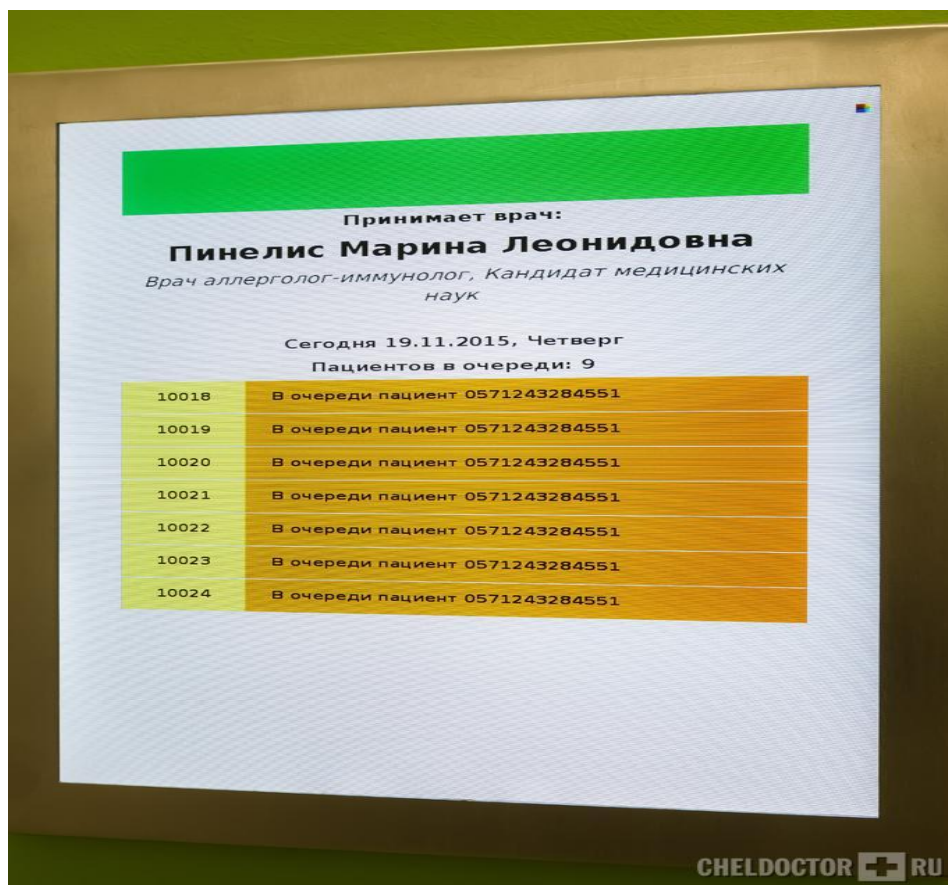 Принимает врач:
Пинелис Марина Леонидовна
Врач аллерголог-иммунолог, Кандидат медицинских
наук
Сегодня 19.11.2015, Четверг
Пациентов в очереди: 9
10018 В очереди пациент 0571243284551
10019 В очереди пациент 0571243284551
10020 В очереди пациент 0571243284551
10021 В очереди пациент 0571243284551
10022 В очереди пациент 0571243284551
10023 В очереди пациент 0571243284551
10024 В очереди пациент 0571243284551
CHELDOCTOR RU